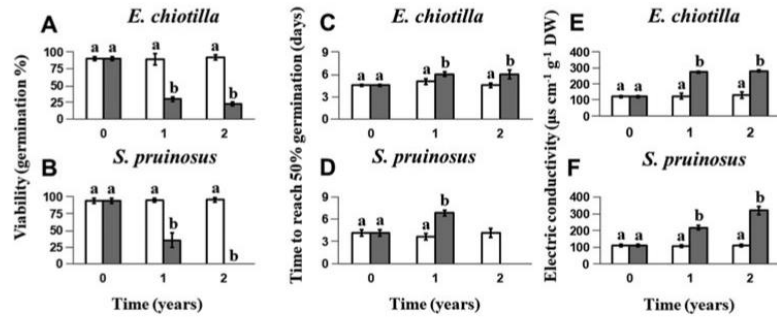 E. chiotilla
A
Viability (germination %)
100
75
50
25
0
a a
a
b
a
b
0 1 2
S. pruinosus
B
100
75
50
25
0
a a
a
b
a
b
0 1 2
Time (years)
E. chiotilla
C
Time to reach 50% germination (days)
9
6
3
0
a a
a
b
a
b
0 1 2
S. pruinosus
D
9
6
3
0
a a
a
b
a
0 1 2
Time (years)
E. chiotilla
E
Electric conductivity (µs cm-1 g-1 DW)
400
300
200
100
0
a a
a
b
a
b
0 1 2
S. pruinosus
F
400
300
200
100
0
a a
a
b
a
b
0 1 2
Time (years)